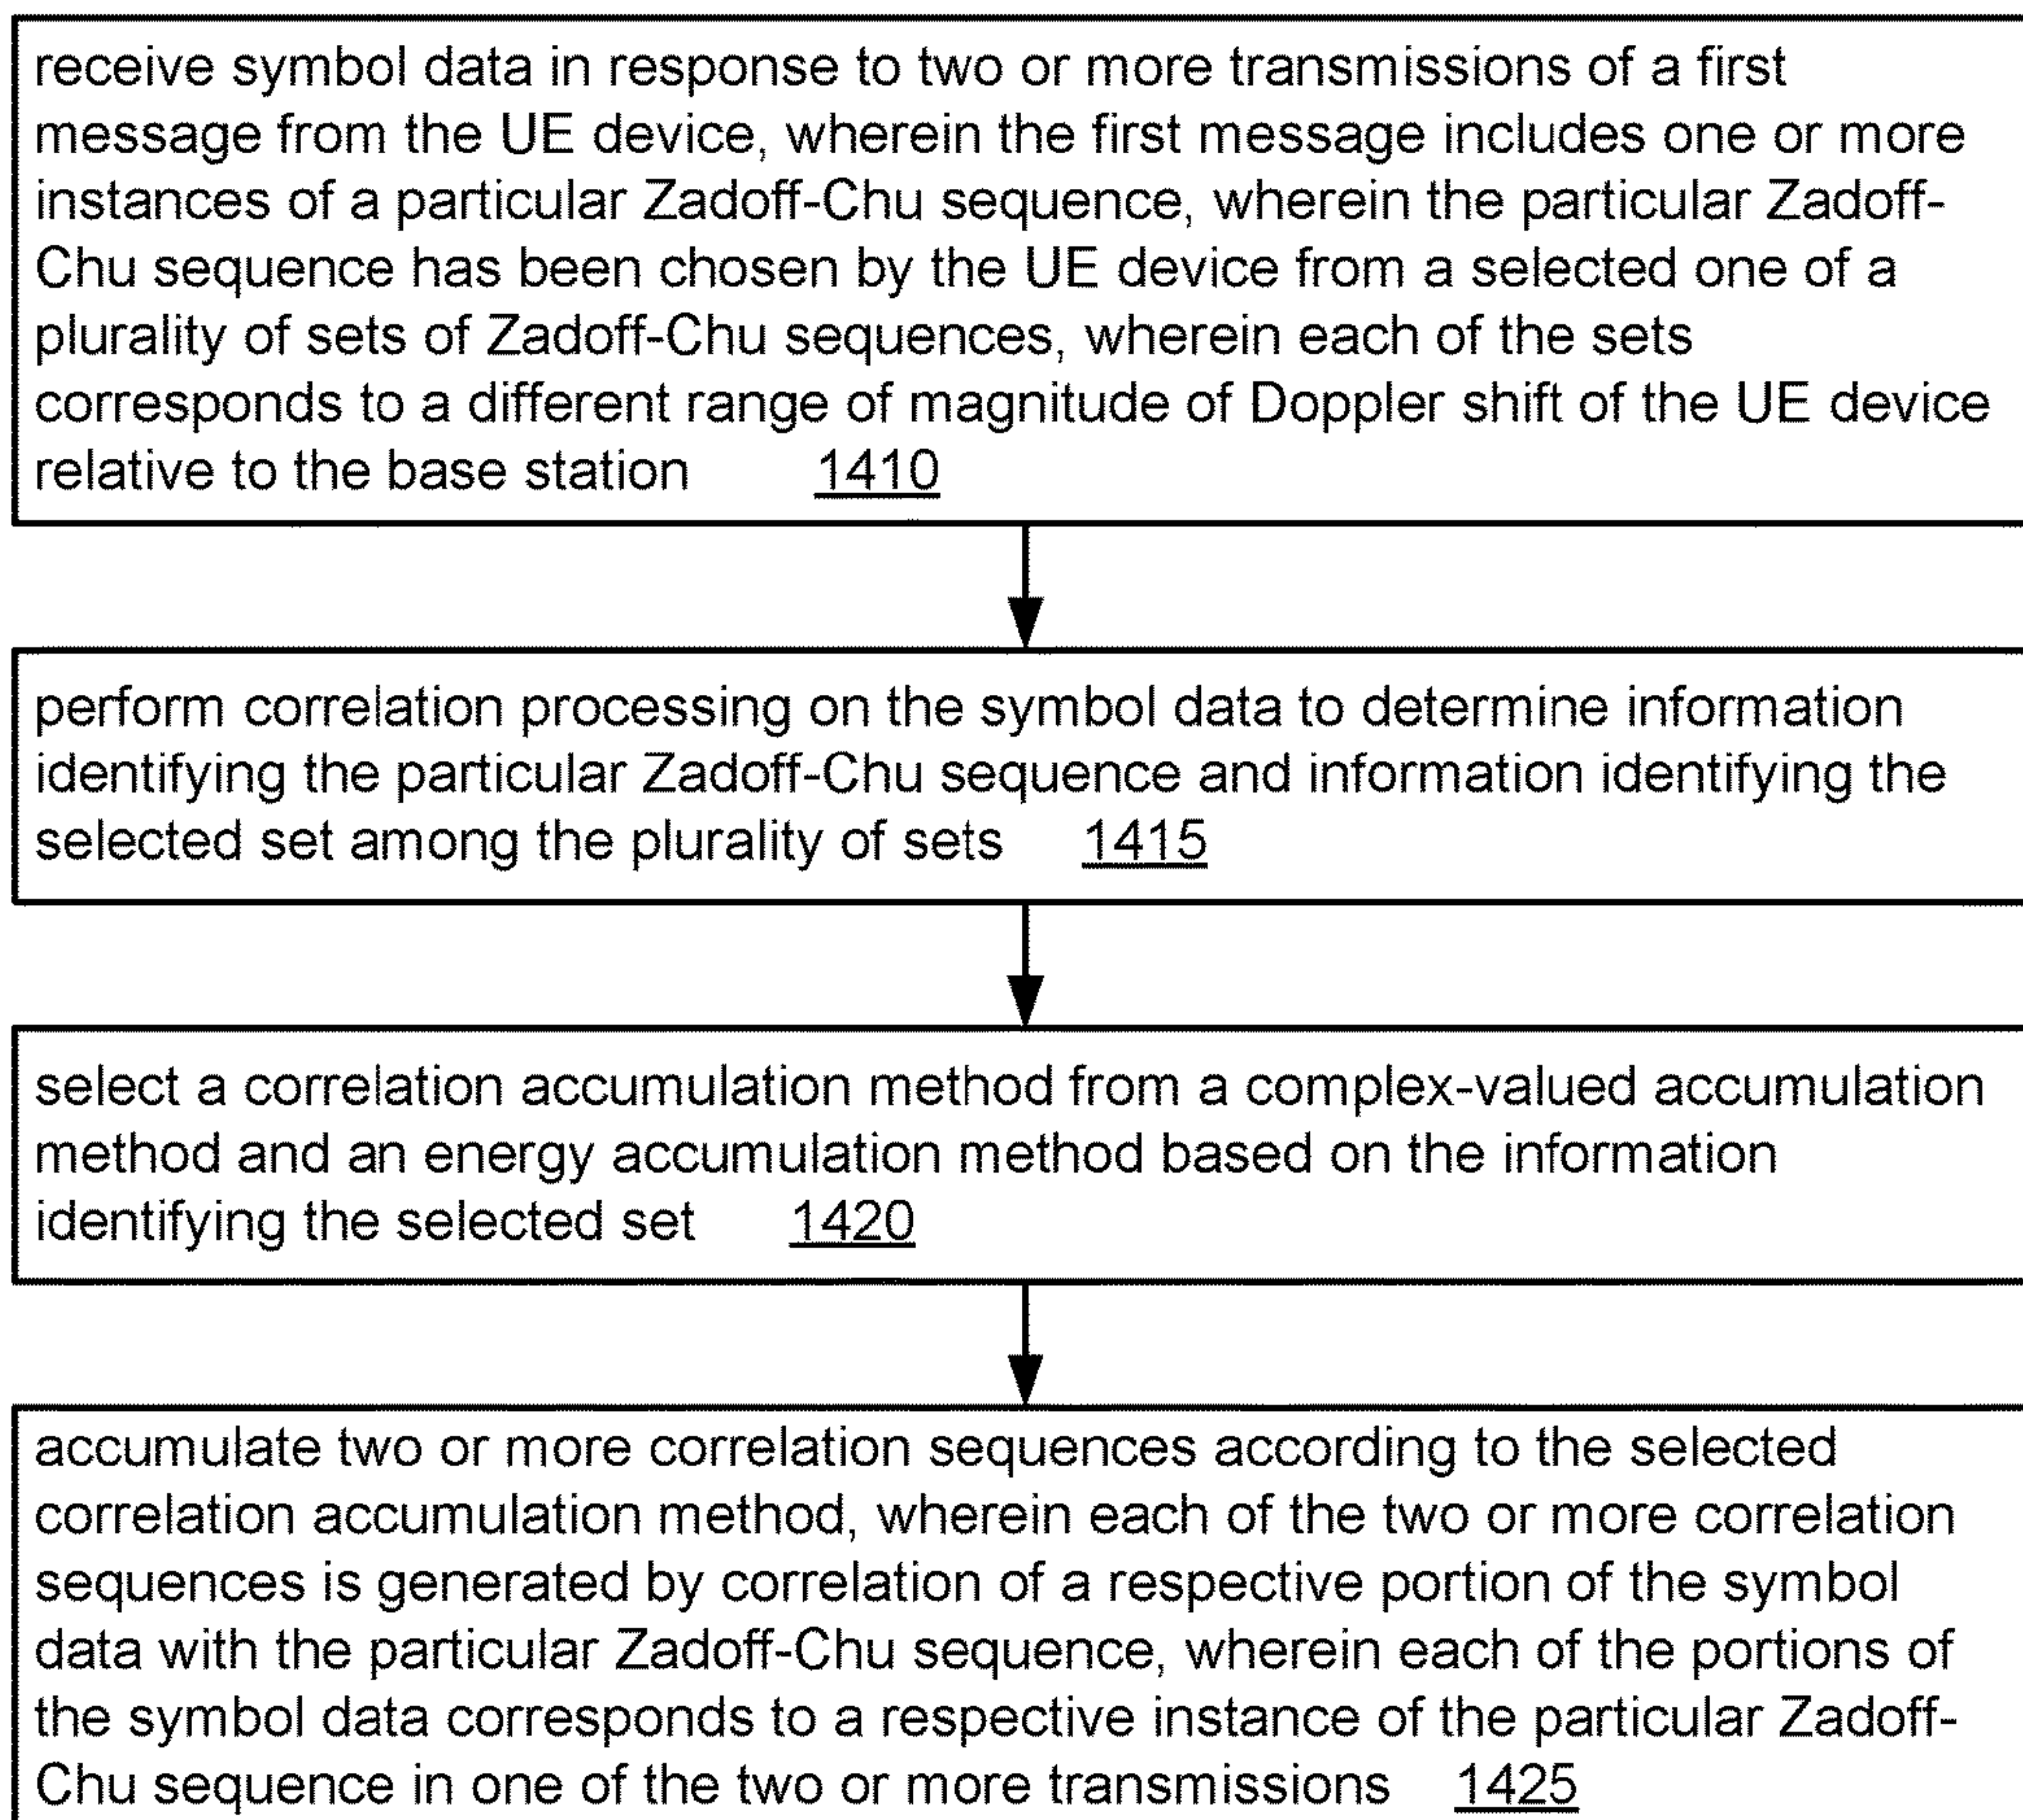 receive symbol data in response to two or more transmissions of a first
message from the UE device, wherein the first message includes one or more
instances of a particular Zadoff-Chu sequence, wherein the particular Zadoff-
Chu sequence has been chosen by the UE device from a selected one of a
plurality of sets of Zadoff-Chu sequences, wherein each of the sets
corresponds to a different range of magnitude of Doppler shift of the UE device
relative to the base station 1410
perform correlation processing on the symbol data to determine information
identifying the particular Zadoff-Chu sequence and information identifying the
selected set among the plurality of sets 1415
select a correlation accumulation method from a complex-valued accumulation
method and an energy accumulation method based on the information
identifying the selected set 1420
accumulate two or more correlation sequences according to the selected
correlation accumulation method, wherein each of the two or more correlation
sequences is generated by correlation of a respective portion of the symbol
data with the particular Zadoff-Chu sequence, wherein each of the portions of
the symbol data corresponds to a respective instance of the particular Zadoff-
Chu sequence in one of the two or more transmissions 1425